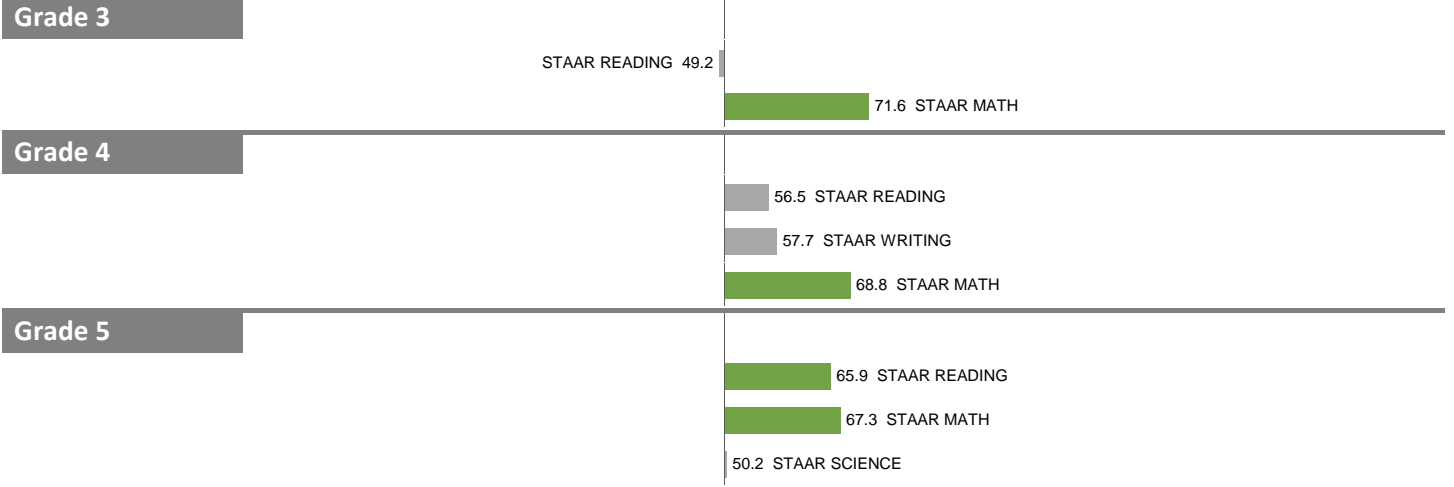 Grade 3
STAAR READING 49.2
71.6 STAAR MATH
Grade 4
56.5 STAAR READING
57.7 STAAR WRITING
68.8 STAAR MATH
Grade 5
65.9 STAAR READING
67.3 STAAR MATH
50.2 STAAR SCIENCE